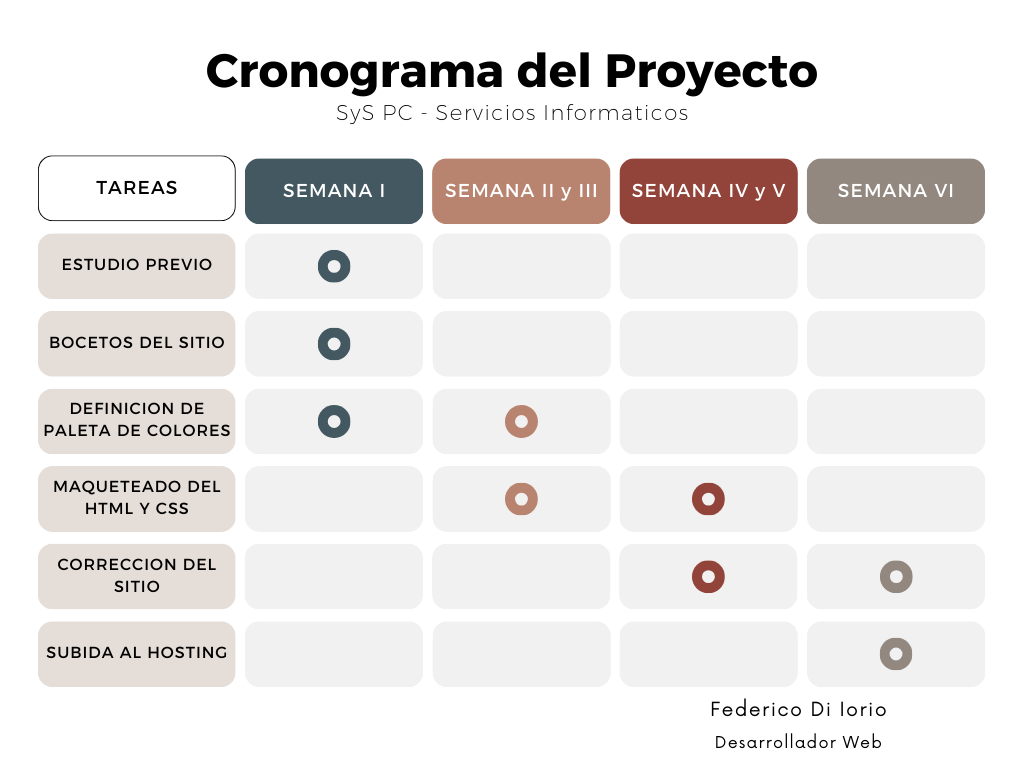 Cronograma del Proyecto
SyS PC - Servicios Informaticos
TAREAS
SEMANA I
SEMANA II y III
SEMANA IV y V
SEMANA VI
ESTUDIO PREVIO
BOCETOS DEL SITIO
DEFINICION DE
PALETA DE COLORES
MAQUETEADO DEL
HTML Y CSS
CORRECCION DEL
SITIO
SUBIDA AL HOSTING
Federico Di Iorio
Desarrollador Web